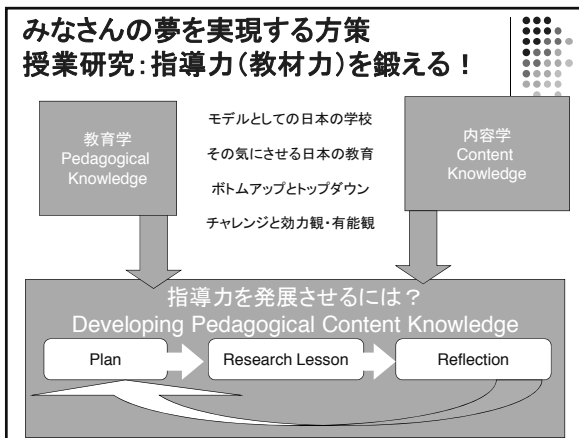 みなさんの夢を実現する方策
授業研究:指導力(教材力)を鍛える!
教育学
Pedagogical
Knowledge
モデルとしての日本の学校
その気にさせる日本の教育
ボトムアップとトップダウン
チャレンジと効力観・有能観
内容学
Content
Knowledge
指導力を発展させるには?
Developing Pedagogical Content Knowledge
Plan
Research Lesson
Reflection